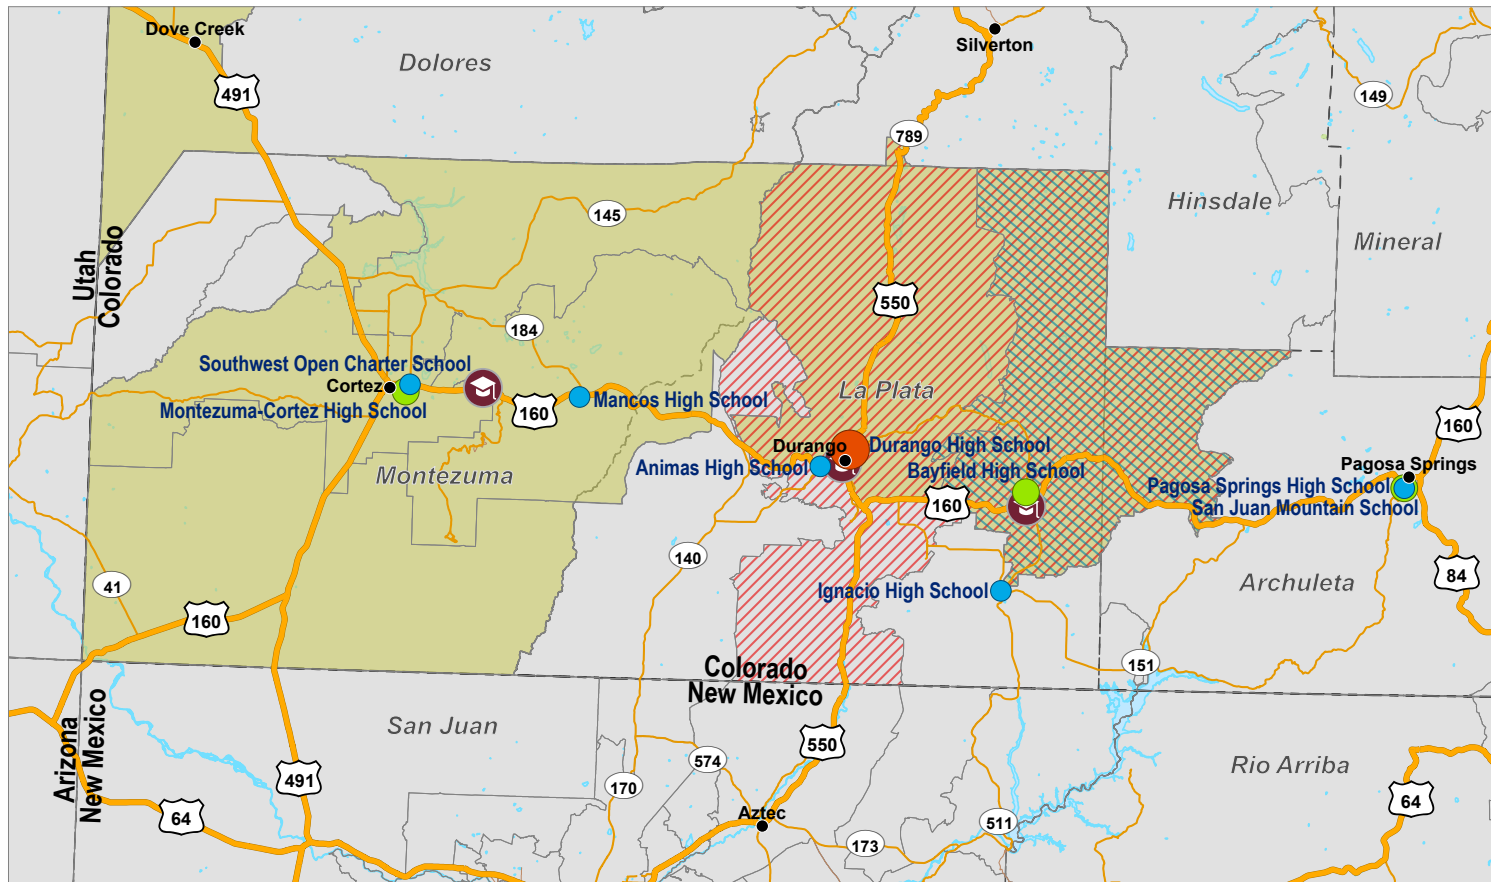 Dove Creek
Silverton
Dolores
491
149
789
Hinsdale
145
Mineral
Utah
Colorado
550
184
Southwest Open Charter School
Cortez
La Plata
Mancos High School
Montezuma-Cortez High School
160
160
Durango
Durango High School
Animas High School
Bayfield High School
Pagosa Springs
Montezuma
Pagosa Springs High School
160
San Juan Mountain School
140
41
84
Archuleta
Ignacio High School
160
151
Colorado
New Mexico
San Juan
Arizona
New Mexico
550
574
Rio Arriba
491
170
64
64
Aztec
511
173